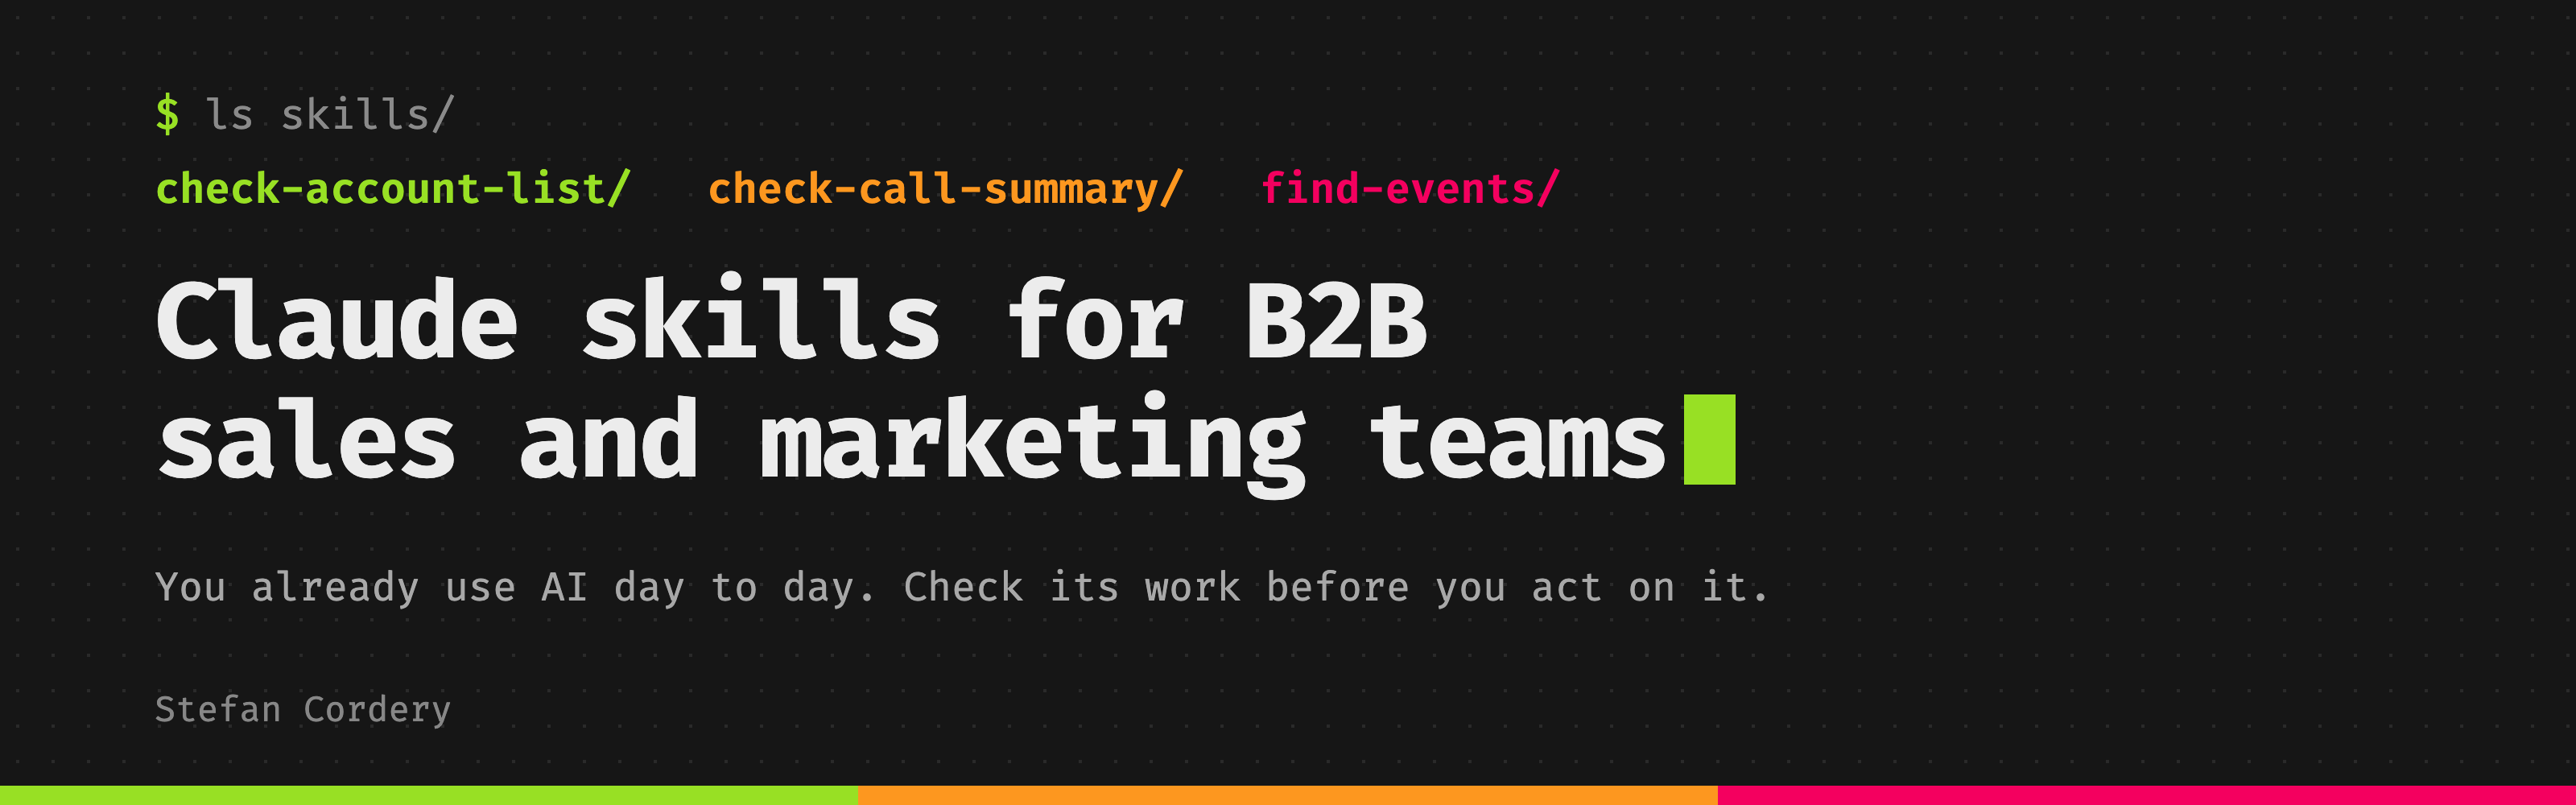 $ ls skills/
check-account-list/ check-call-summary/ find-events/
Claude skills for B2B
sales and marketing teams
You already use AI day to day. Check its work before you act on it.
Stefan Cordery